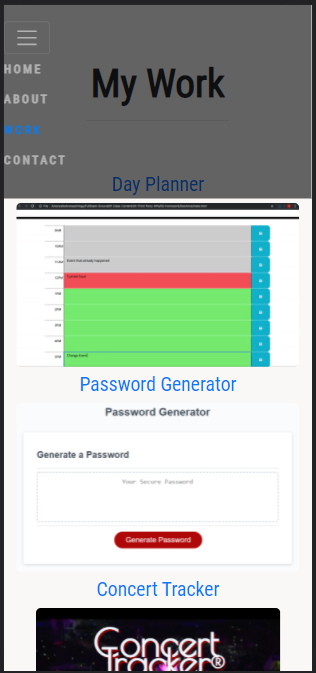 HOME
My Work
ABOUT
WORK
CONTACT
Day Planner
Password Generator
Password Generator
Generate a Password
Your Secure Password
Generate Password
Concert Tracker
Concert
Tracker®